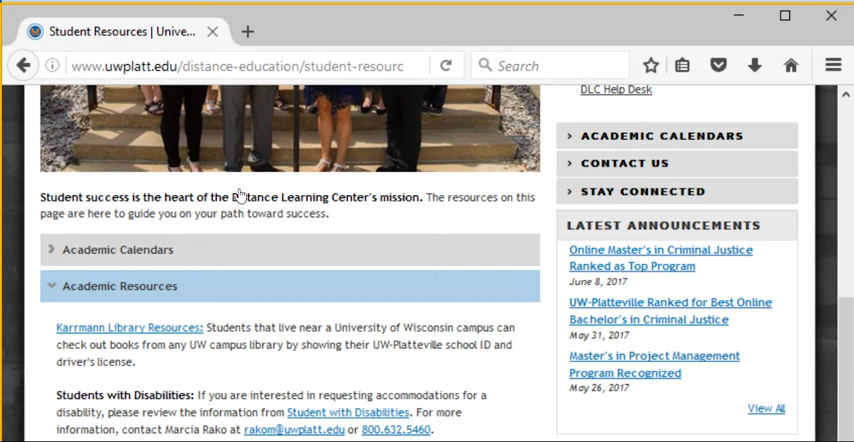 Student Resources | Unive...
www.uwplatt.edu/distance-education/student-resourc
Search
DLC Help Desk
ACADEMIC CALENDARS
CONTACT US
STAY CONNECTED
Student success is the heart of the Distance Learning Center's mission. The resources on this
page are here to guide you on your path toward success.
Academic Calendars
Academic Resources
Karrmann Library Resources: Students that live near a University of Wisconsin campus can
check out books from any UW campus library by showing their UW-Platteville school ID and
driver's license.
Students with Disabilities: If you are interested in requesting accommodations for a
disability, please review the information from Student with Disabilities. For more
information, contact Marcia Rako at rakom@uwplatt.edu or 800.632.5460.
LATEST ANNOUNCEMENTS
Online Master's in Criminal Justice
Ranked as Top Program
June 8, 2017
UW-Platteville Ranked for Best Online
Bachelor's in Criminal Justice
May 31, 2017
Master's in Project Management
Program Recognized
May 26, 2017
View All